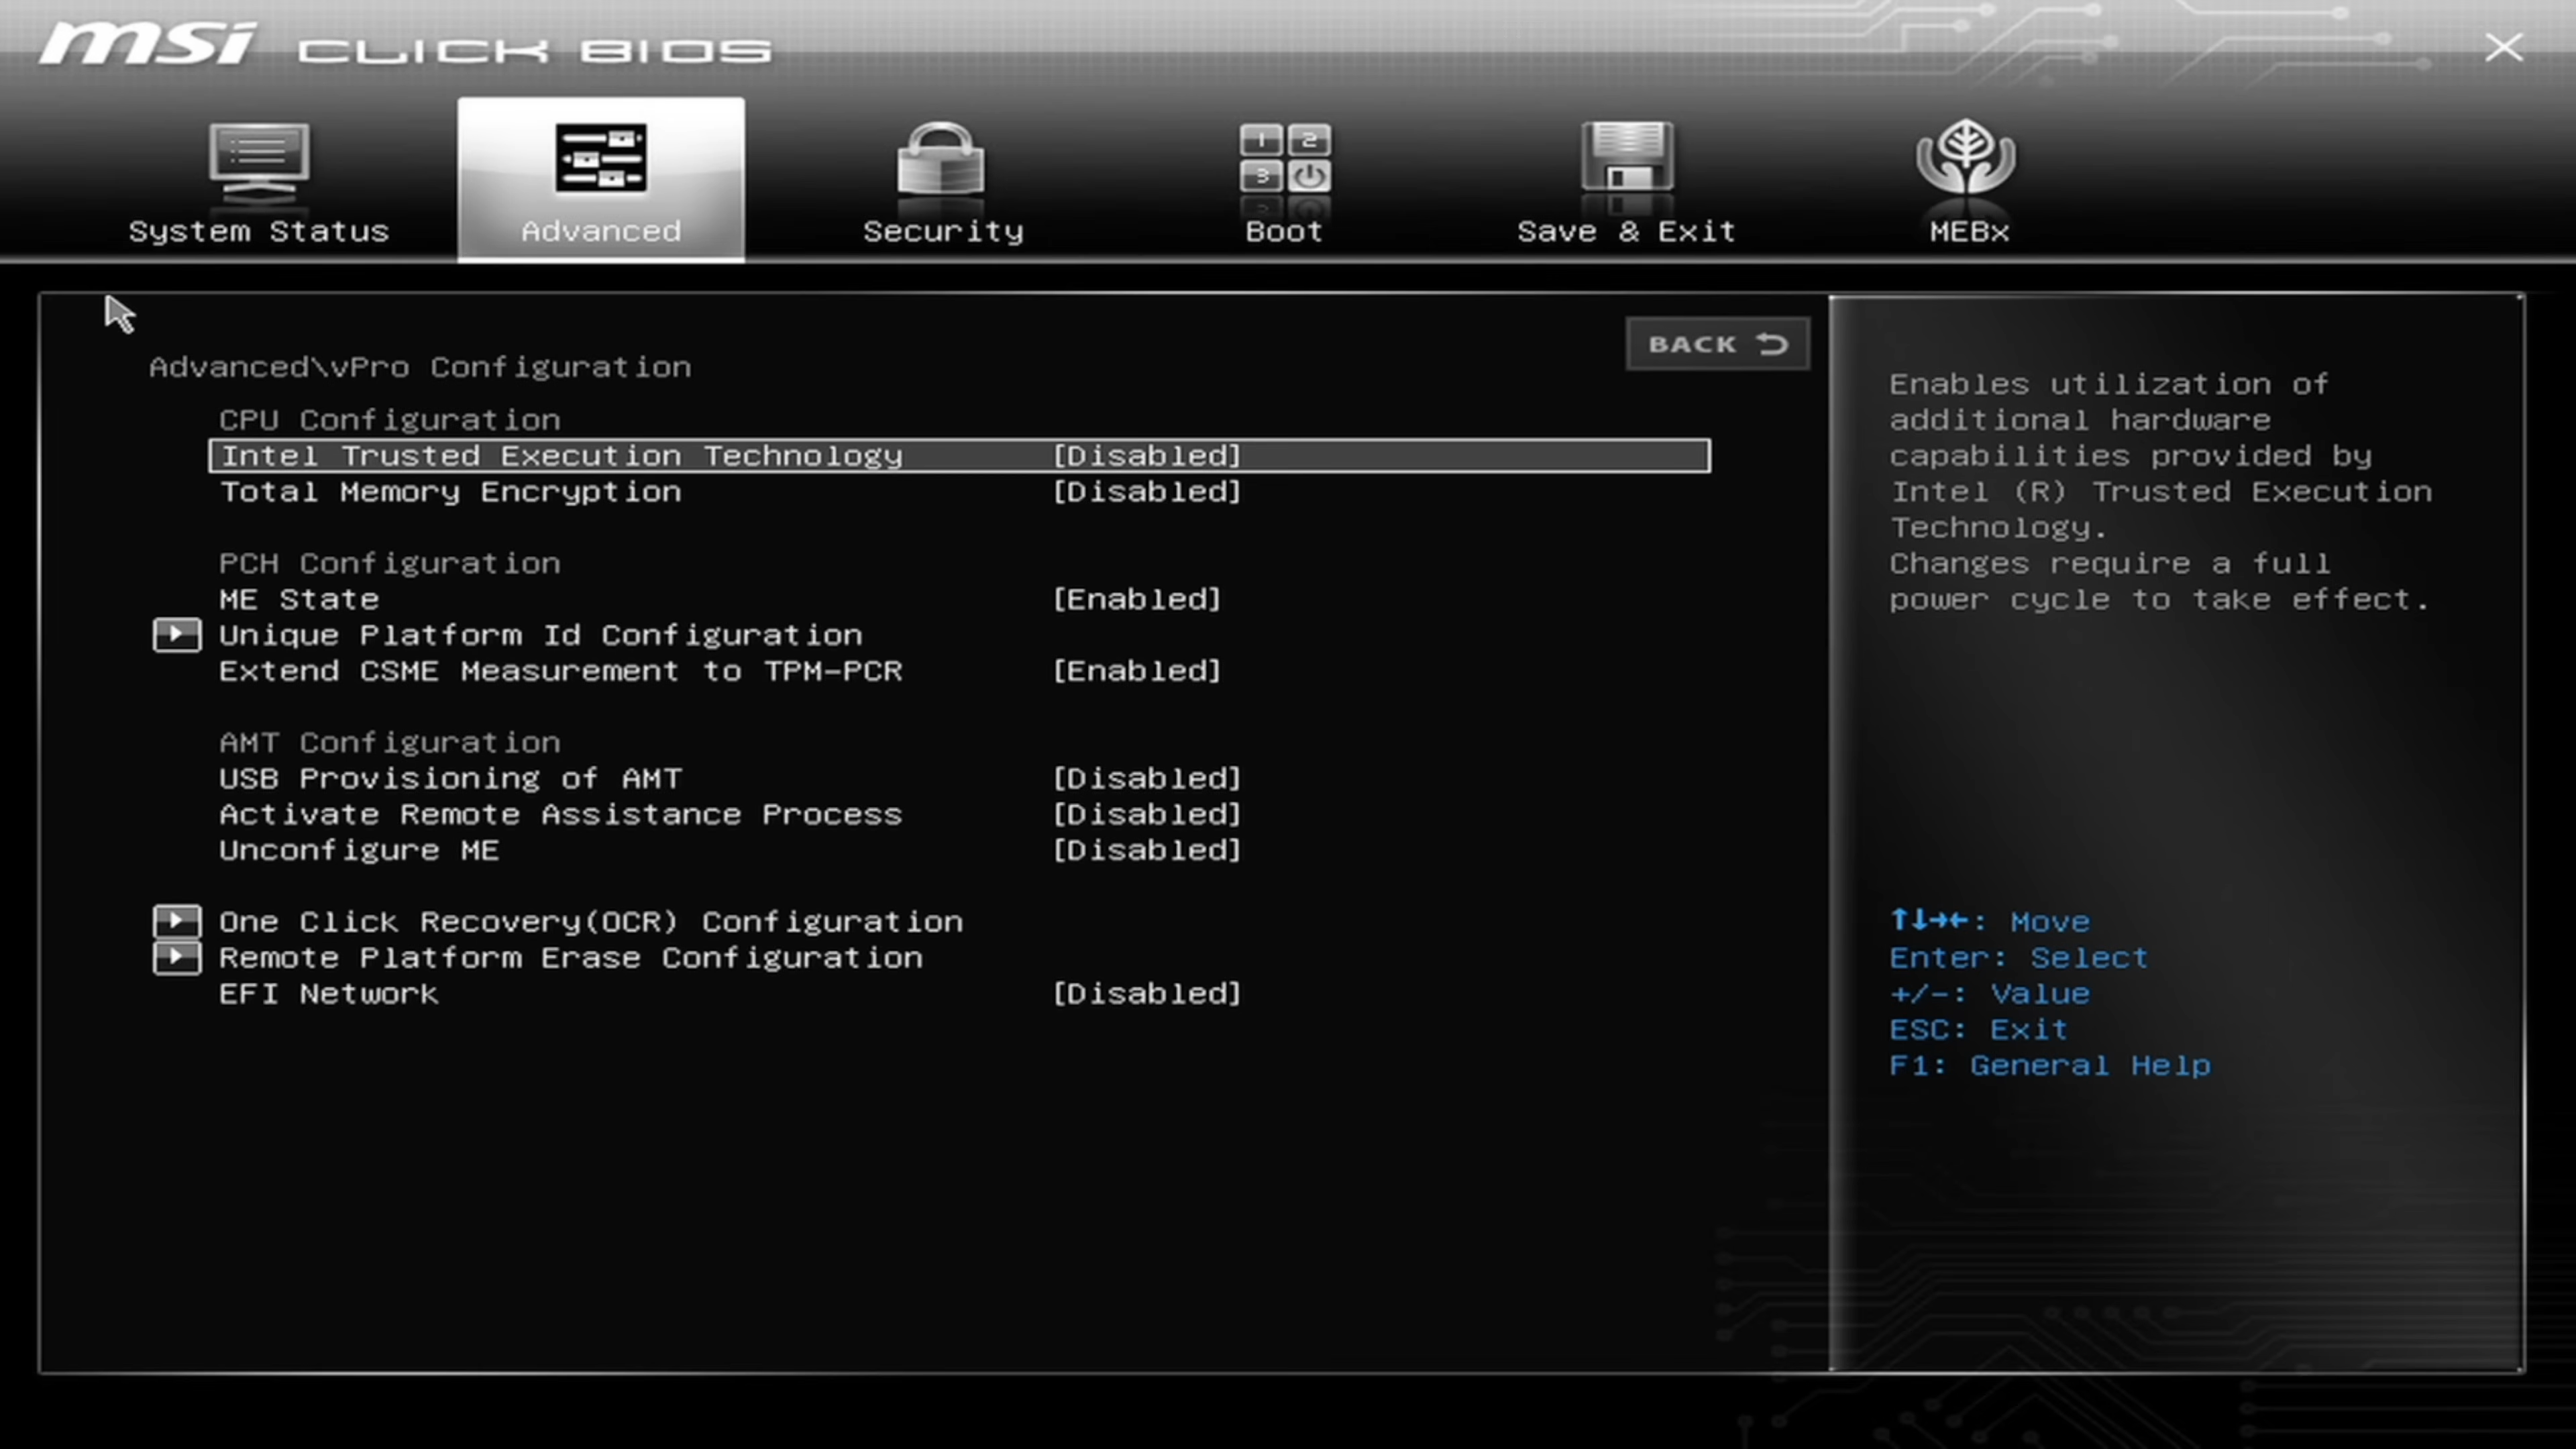 msi CLICK BIOS
System Status Advanced Security 1 2 3 Boot Save & Exit MEBx
BACK
Advanced\vPro Configuration
CPU Configuration
Intel Trusted Execution Technology [Disabled]
Total Memory Encryption [Disabled]
PCH Configuration
ME State [Enabled]
Unique Platform Id Configuration
Extend CSME Measurement to TPM-PCR [Enabled]
AMT Configuration
USB Provisioning of AMT [Disabled]
Activate Remote Assistance Process [Disabled]
Unconfigure ME [Disabled]
One Click Recovery(OCR) Configuration
Remote Platform Erase Configuration
EFI Network [Disabled]
Enables utilization of
additional hardware
capabilities provided by
Intel (R) Trusted Execution
Technology.
Changes require a full
power cycle to take effect.
↑↓→←: Move
Enter: Select
+/-: Value
ESC: Exit
F1: General Help